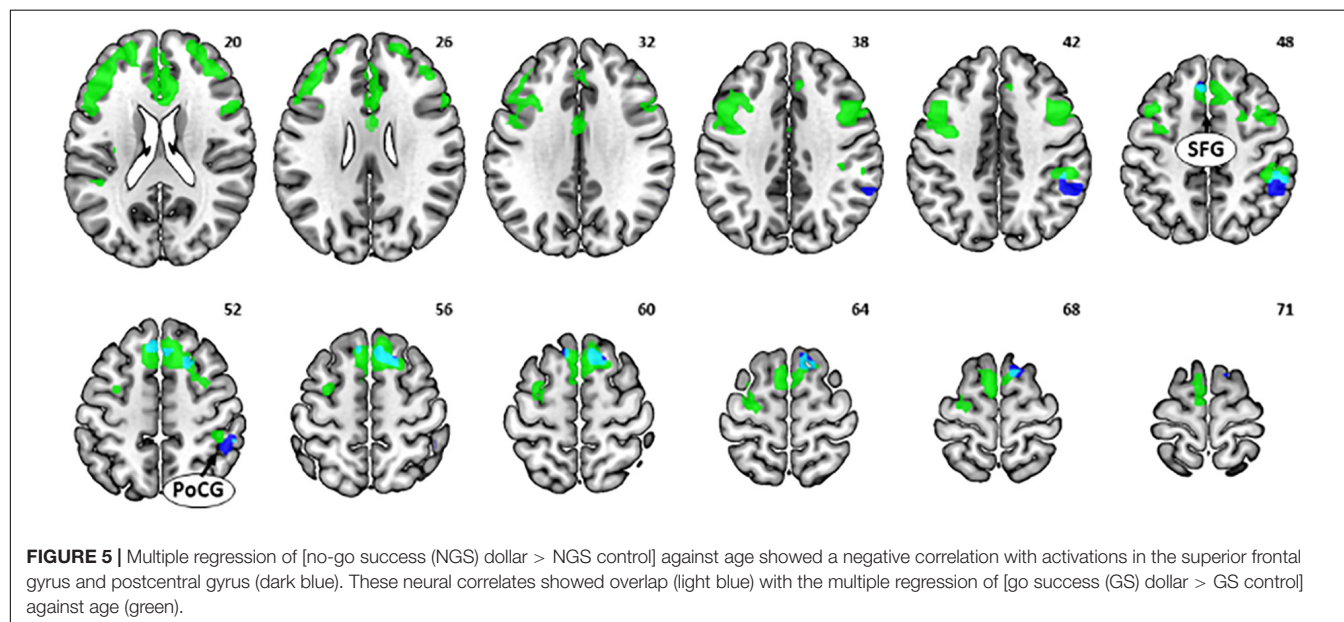 20 26 32 38 42 48
SFG
52 56 60 64 68 71
PoCG
FIGURE 5 | Multiple regression of [no-go success (NGS) dollar > NGS control] against age showed a negative correlation with activations in the superior frontal
gyrus and postcentral gyrus (dark blue). These neural correlates showed overlap (light blue) with the multiple regression of [go success (GS) dollar > GS control]
against age (green).